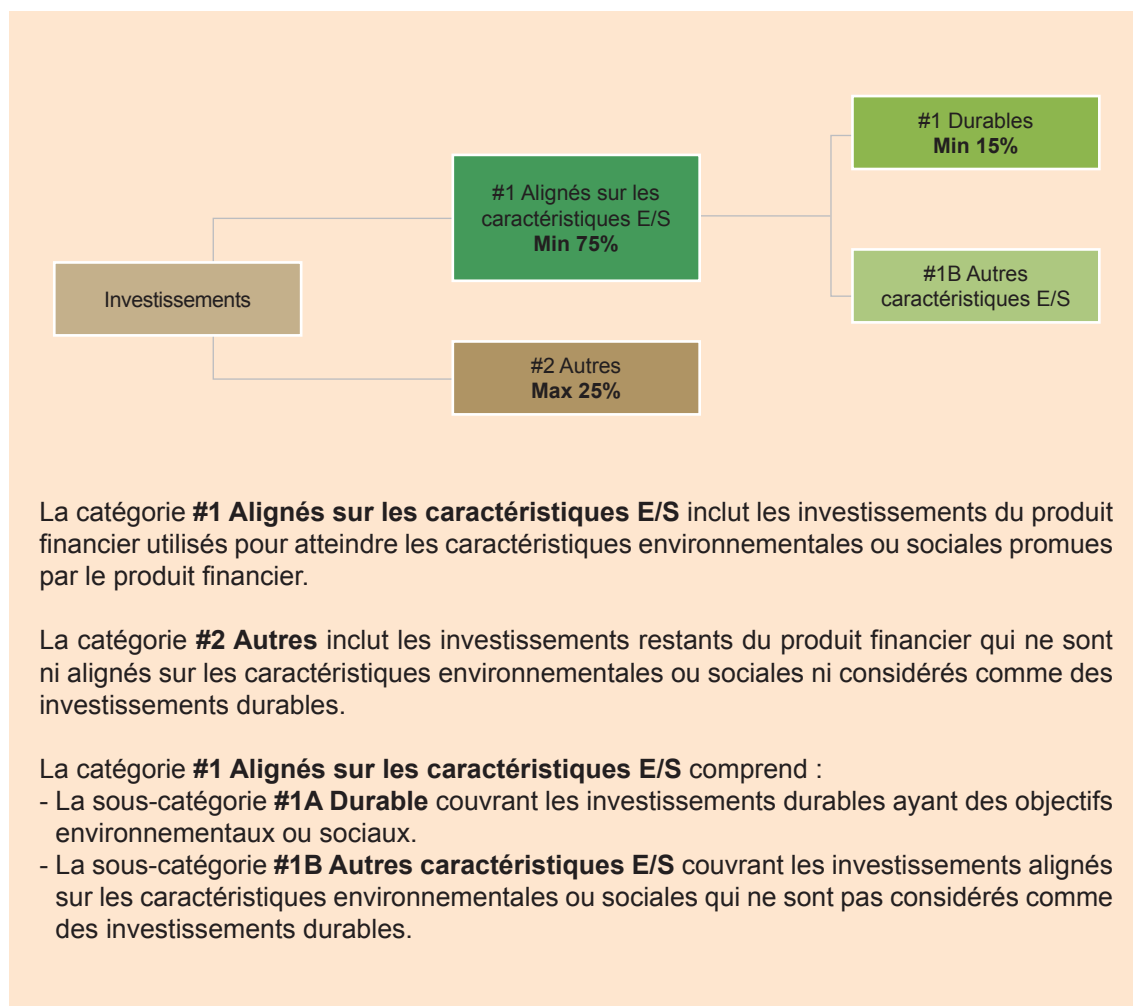 #1 Durables
Min 15%
#1 Alignés sur les
caractéristiques E/S
Min 75%
#1B Autres
caractéristiques E/S
Investissements
#2 Autres
Max 25%
La catégorie #1 Alignés sur les caractéristiques E/S inclut les investissements du produit
financier utilisés pour atteindre les caractéristiques environnementales ou sociales promues
par le produit financier.
La catégorie #2 Autres inclut les investissements restants du produit financier qui ne sont
ni alignés sur les caractéristiques environnementales ou sociales ni considérés comme des
investissements durables.
La catégorie #1 Alignés sur les caractéristiques E/S comprend :
- La sous-catégorie #1A Durable couvrant les investissements durables ayant des objectifs
environnementaux ou sociaux.
- La sous-catégorie #1B Autres caractéristiques E/S couvrant les investissements alignés
sur les caractéristiques environnementales ou sociales qui ne sont pas considérés comme
des investissements durables.